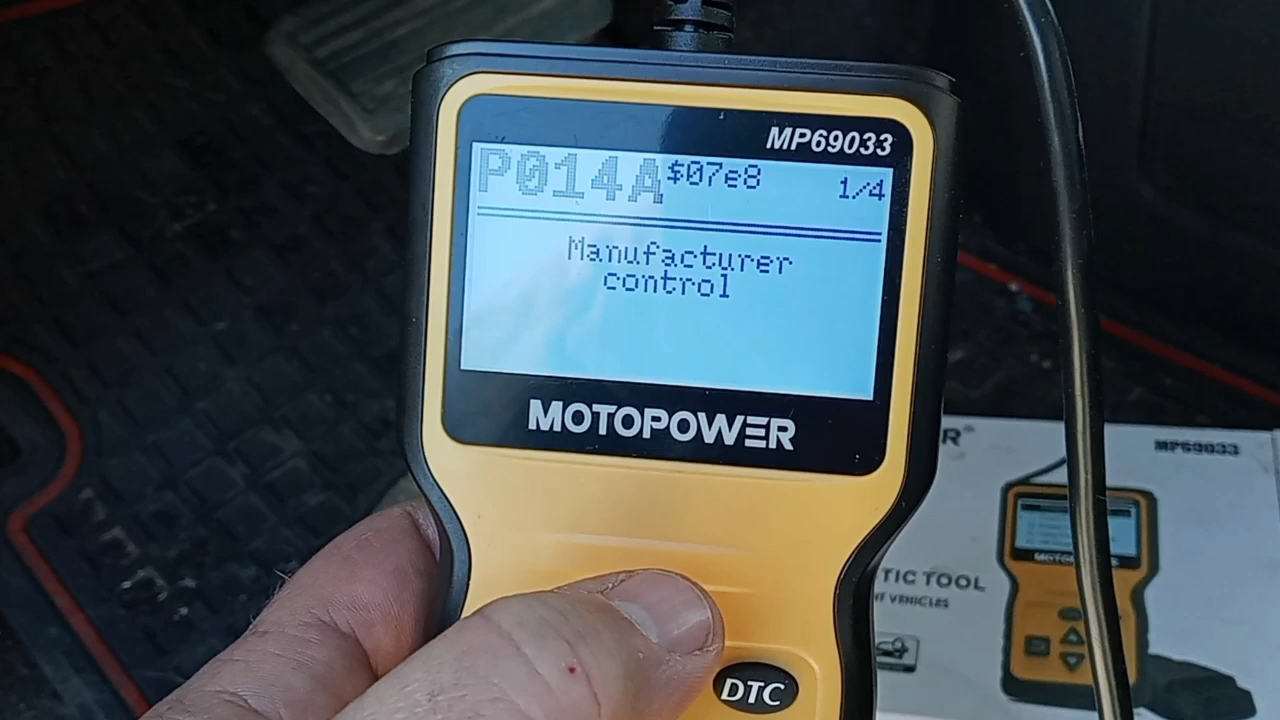 MP69033
P014A $07e8 1/4
Manufacturer
control
MOTOPOWER
DTC
R®
MP69033
TIC TOOL
VEHICLES